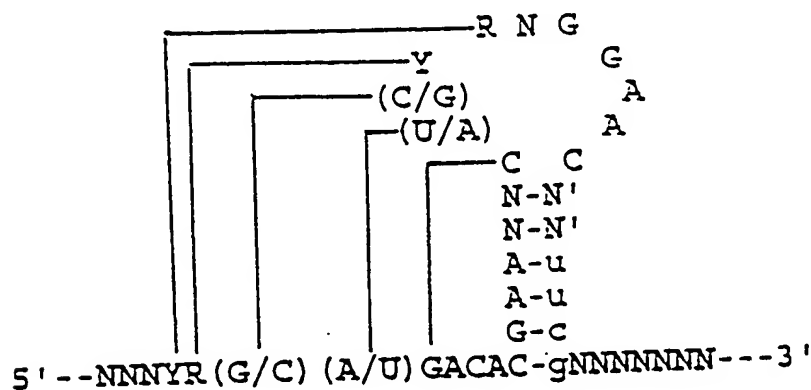 R N G
Y G
(C/G) A
(U/A) A
C C
N-N'
N-N'
A-u
A-u
G-c
5'--NNNYR(G/C)(A/U)GACAC-gNNNNNNN---3'